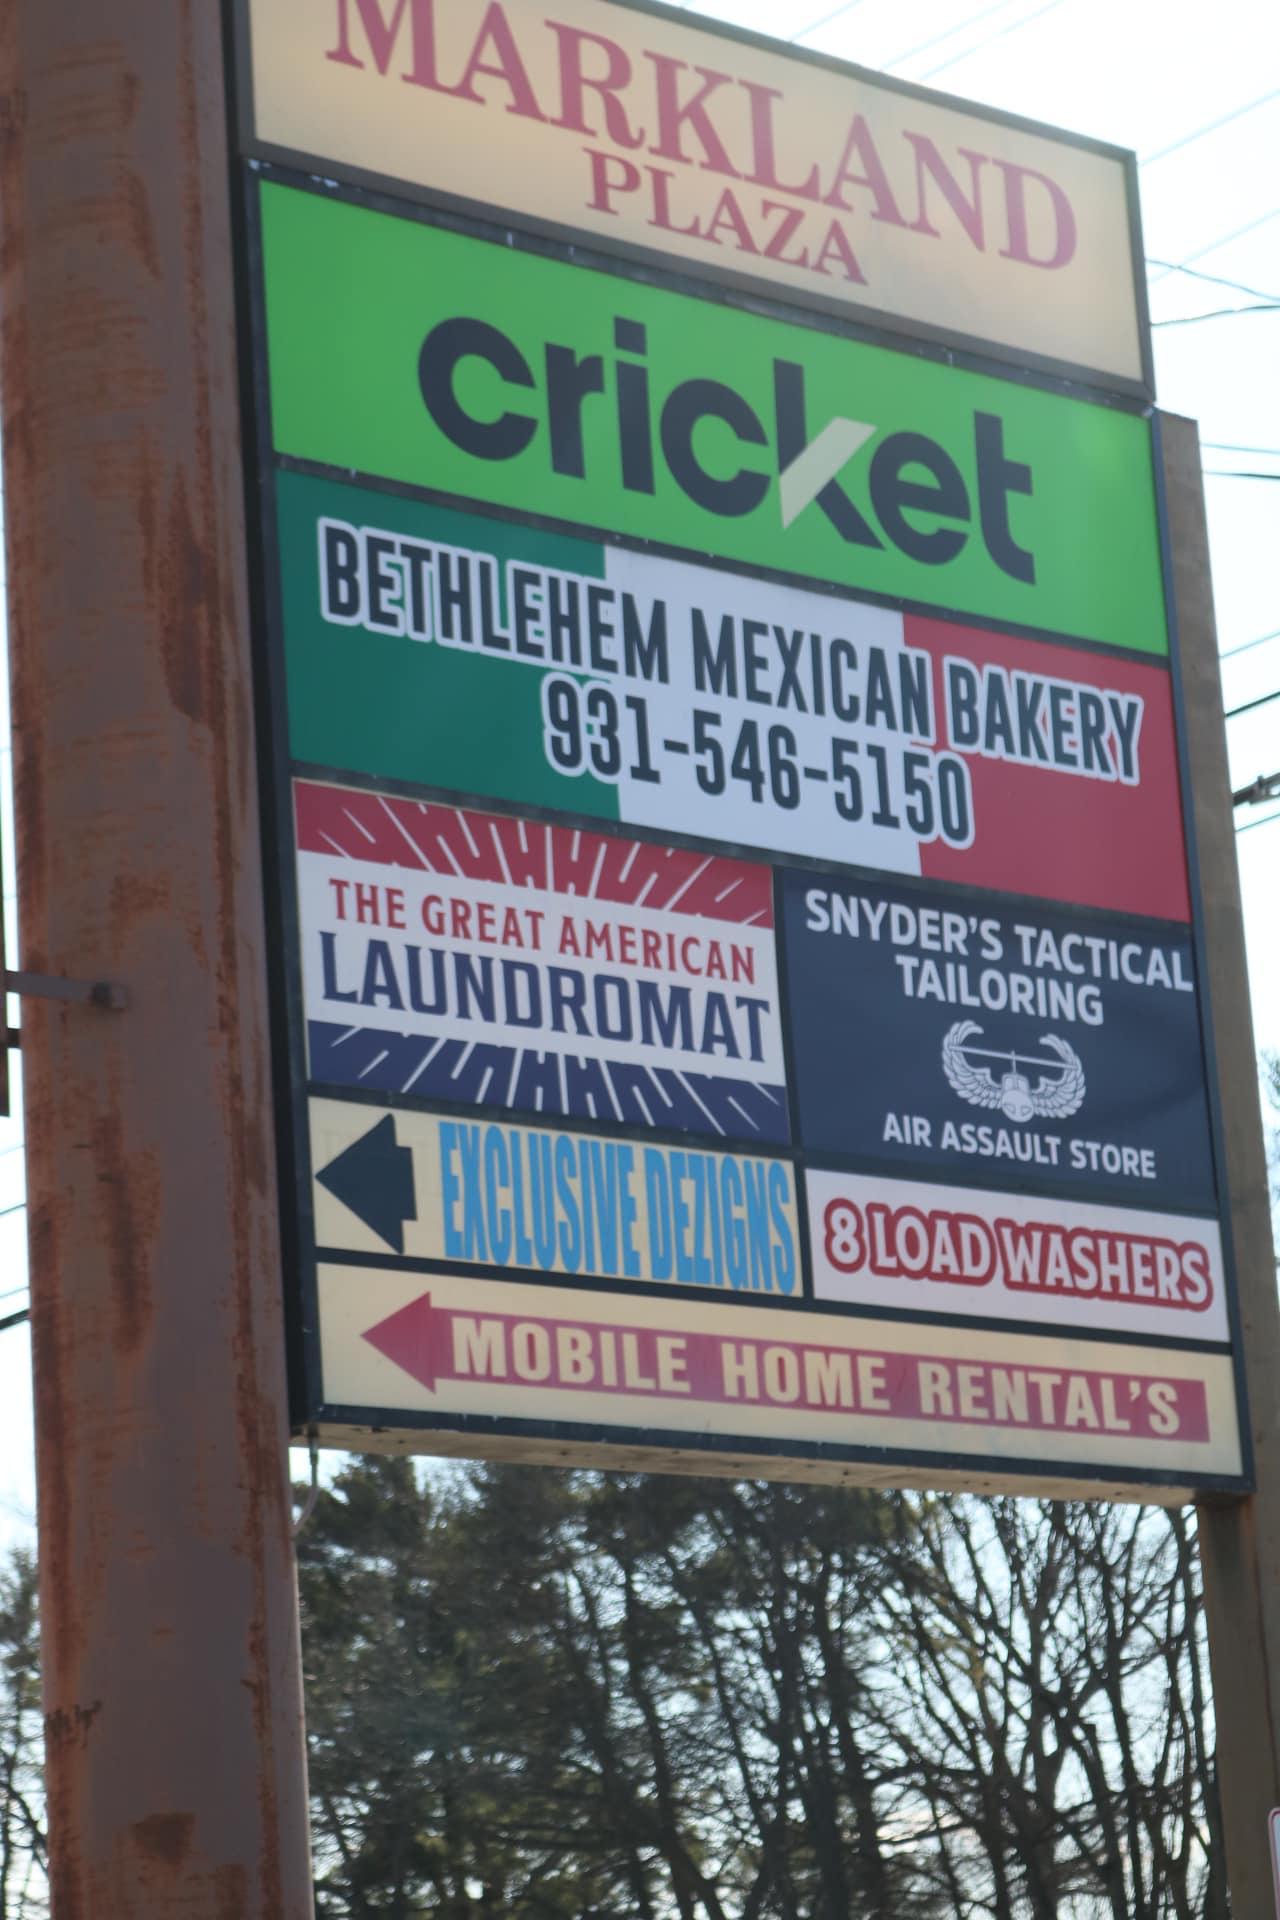 MARKLAND
PLAZA
cricket
BETHLEHEM MEXICAN BAKERY
931-546-5150
THE GREAT AMERICAN
LAUNDROMAT
SNYDER'S TACTICAL
TAILORING
AIR ASSAULT STORE
EXCLUSIVE DEZIGNS
8 LOAD WASHERS
MOBILE HOME RENTAL'S